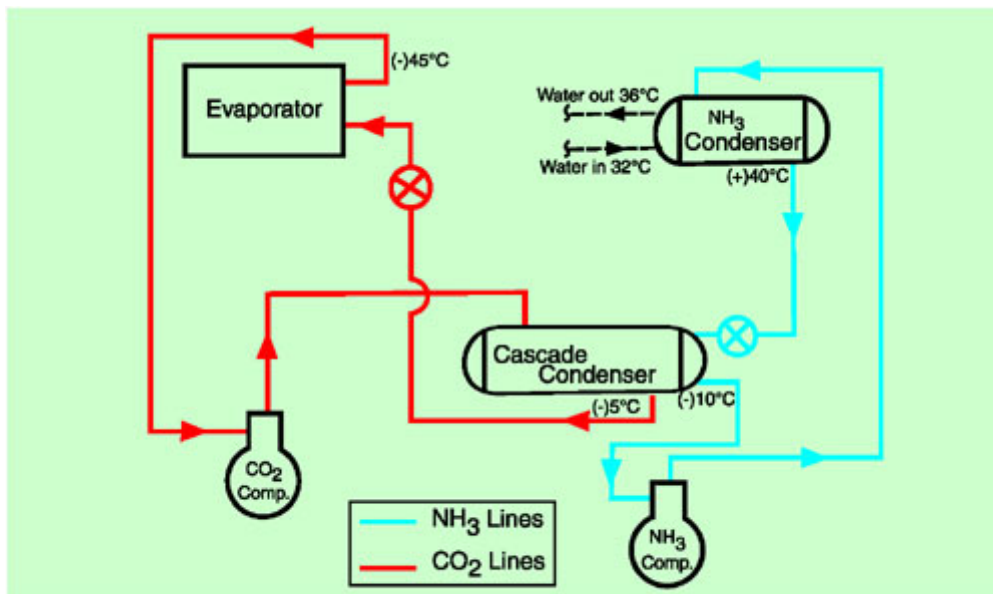 (-)45°C
Evaporator
Water out 36°C
Water in 32°C
NH3
Condenser
(+)40°C
Cascade
Condenser
(-)5°C
(-)10°C
CO2
Comp.
NH3 Lines
CO2 Lines
NH3
Comp.